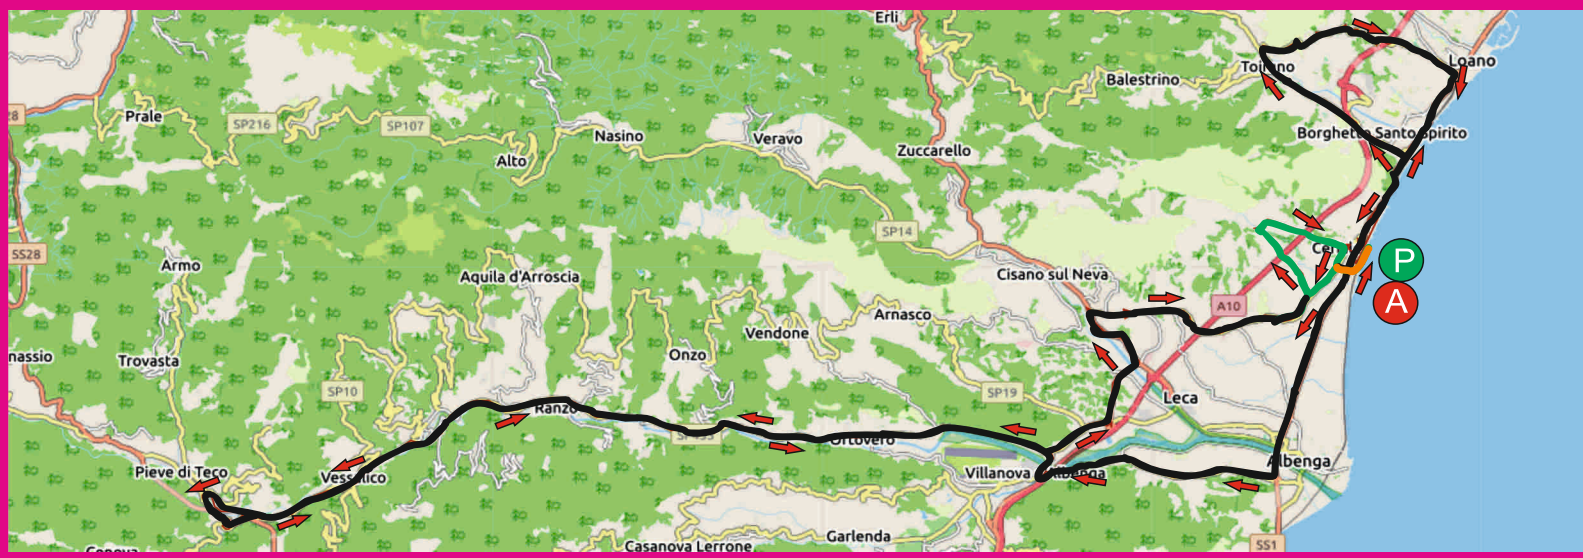 Erli
Loano
Balestrino
Prale
SP216
SP107
Nasino
Veravo
Borghetto Santo Spirito
Alto
Zuccarello
SP14
SS28
Armo
Aquila d'Arroscia
Cisano sul Neva
P
A10
A
Arnasco
Vendone
nassio
Trovasta
Onzo
SP10
SP19
Leca
Ranzo
Ortovero
Albenga
Pieve di Teco
Villanova
Albenga
Garlenda
Casanova Lerrone
SS1